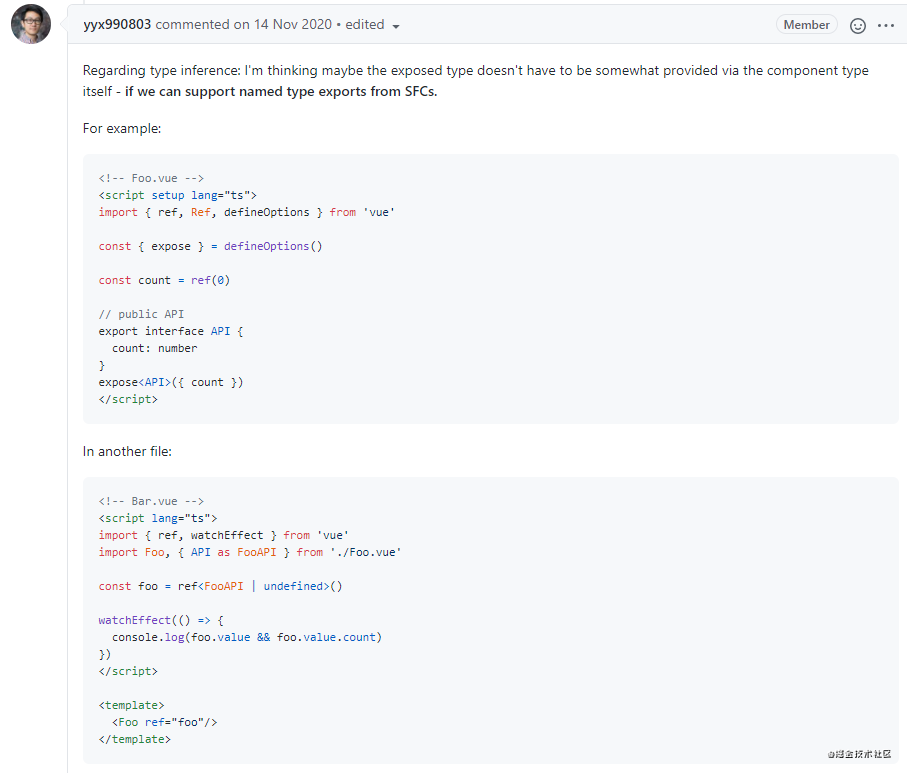 yyx990803 commented on 14 Nov 2020 • edited
Member
Regarding type inference: I'm thinking maybe the exposed type doesn't have to be somewhat provided via the component type
itself - if we can support named type exports from SFCs.
For example:
<!-- Foo.vue -->
<script setup lang="ts">
import { ref, Ref, defineOptions } from 'vue'
const { expose } = defineOptions()
const count = ref(0)
// public API
export interface API {
  count: number
}
expose<API>({ count })
</script>
In another file:
<!-- Bar.vue -->
<script lang="ts">
import { ref, watchEffect } from 'vue'
import Foo, { API as FooAPI } from './Foo.vue'
const foo = ref<FooAPI | undefined>()
watchEffect(() => {
  console.log(foo.value && foo.value.count)
})
</script>
<template>
  <Foo ref="foo"/>
</template>
@掘金技术社区